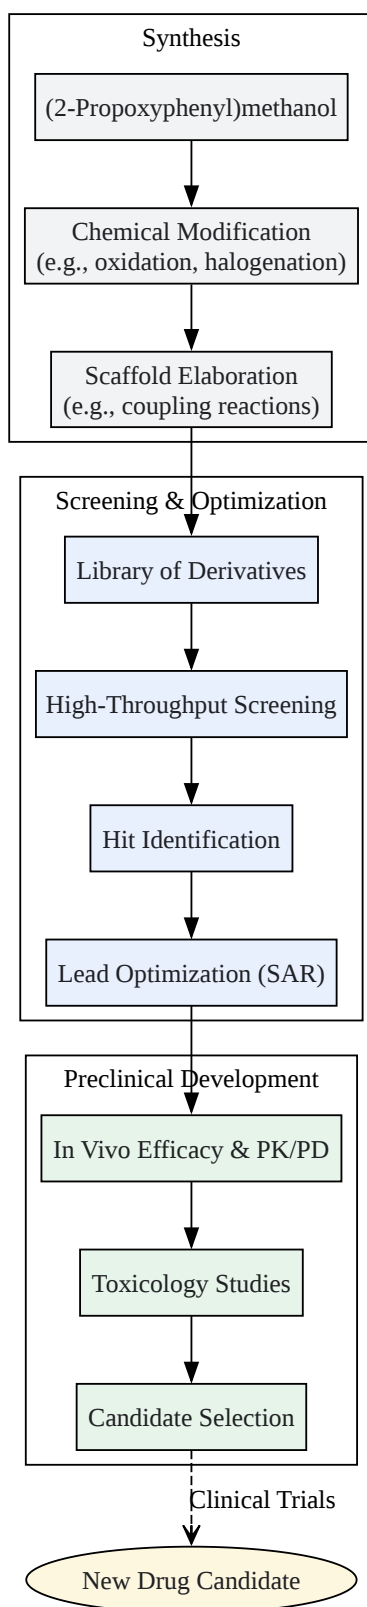 Synthesis
(2-Propoxyphenyl)methanol
Chemical Modification
(e.g., oxidation, halogenation)
Scaffold Elaboration
(e.g., coupling reactions)
Screening & Optimization
Library of Derivatives
High-Throughput Screening
Hit Identification
Lead Optimization (SAR)
Preclinical Development
In Vivo Efficacy & PK/PD
Toxicology Studies
Candidate Selection
Clinical Trials
New Drug Candidate